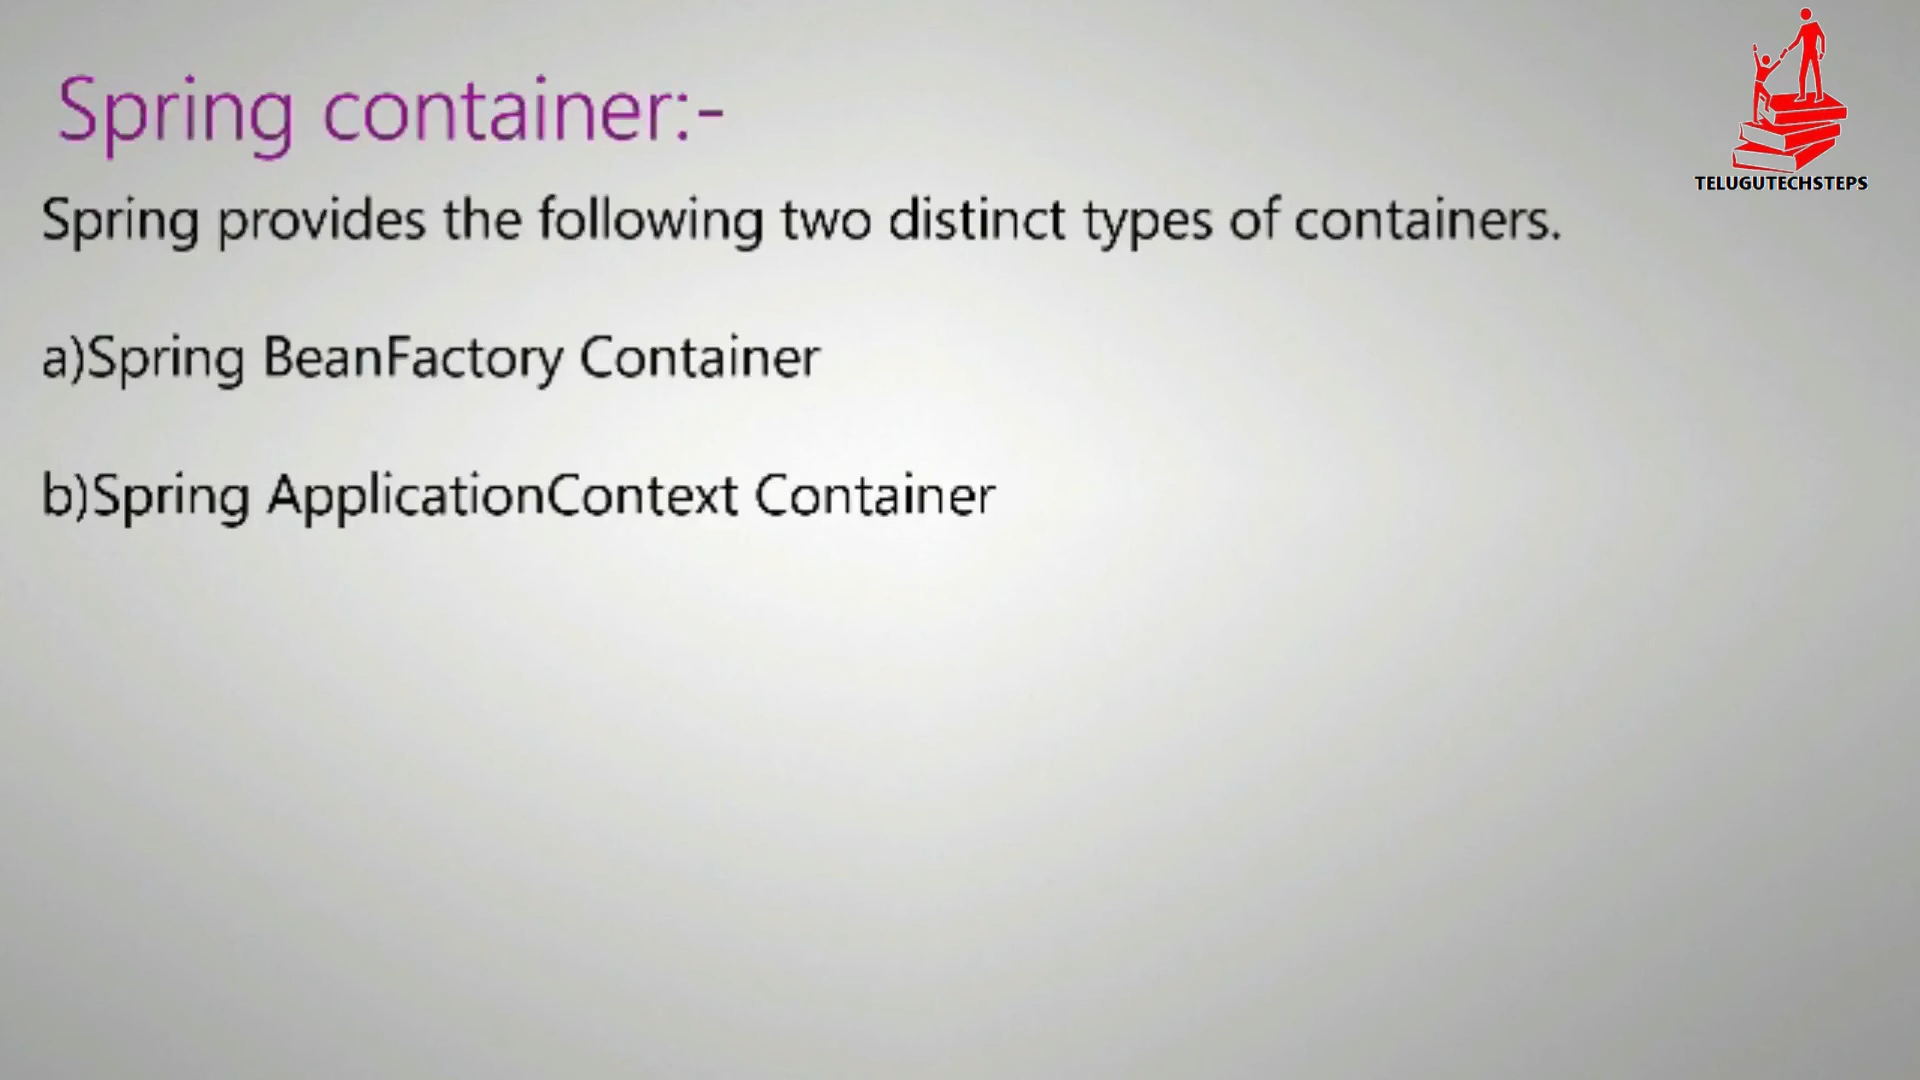 Spring container:-
TELUGUTECHSTEPS
Spring provides the following two distinct types of containers.
a)Spring BeanFactory Container
b)Spring ApplicationContext Container